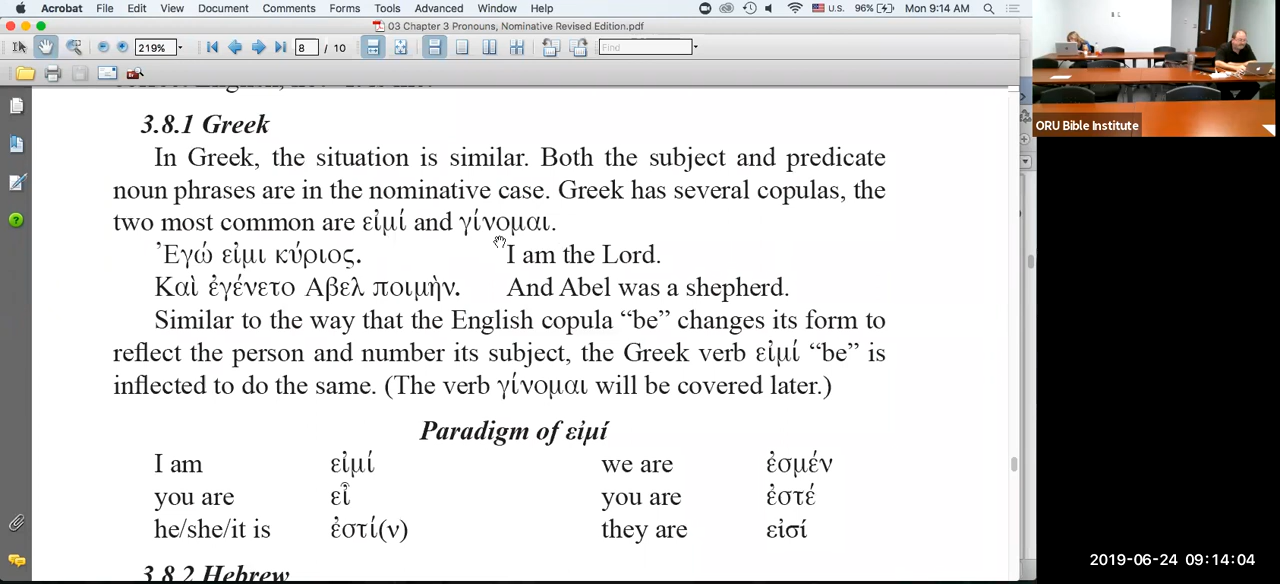 Acrobat File Edit View Document Comments Forms Tools Advanced Window Help U.S. 96% Mon 9:14 AM
03 Chapter 3 Pronouns, Nominative Revised Edition.pdf
219% 8 / 10 Find
3.8.1 Greek
In Greek, the situation is similar. Both the subject and predicate
noun phrases are in the nominative case. Greek has several copulas, the
two most common are εἰμί and γίνομαι.
Ἐγώ εἰμι κύριος. I am the Lord.
Καὶ ἐγένετο Αβελ ποιμὴν. And Abel was a shepherd.
Similar to the way that the English copula “be” changes its form to
reflect the person and number its subject, the Greek verb εἰμί “be” is
inflected to do the same. (The verb γίνομαι will be covered later.)
Paradigm of εἰμί
I am εἰμί we are ἐσμέν
you are εἶ you are ἐστέ
he/she/it is ἐστί(ν) they are εἰσί
3.8.2 Hebrew
ORU Bible Institute
2019-06-24 09:14:04